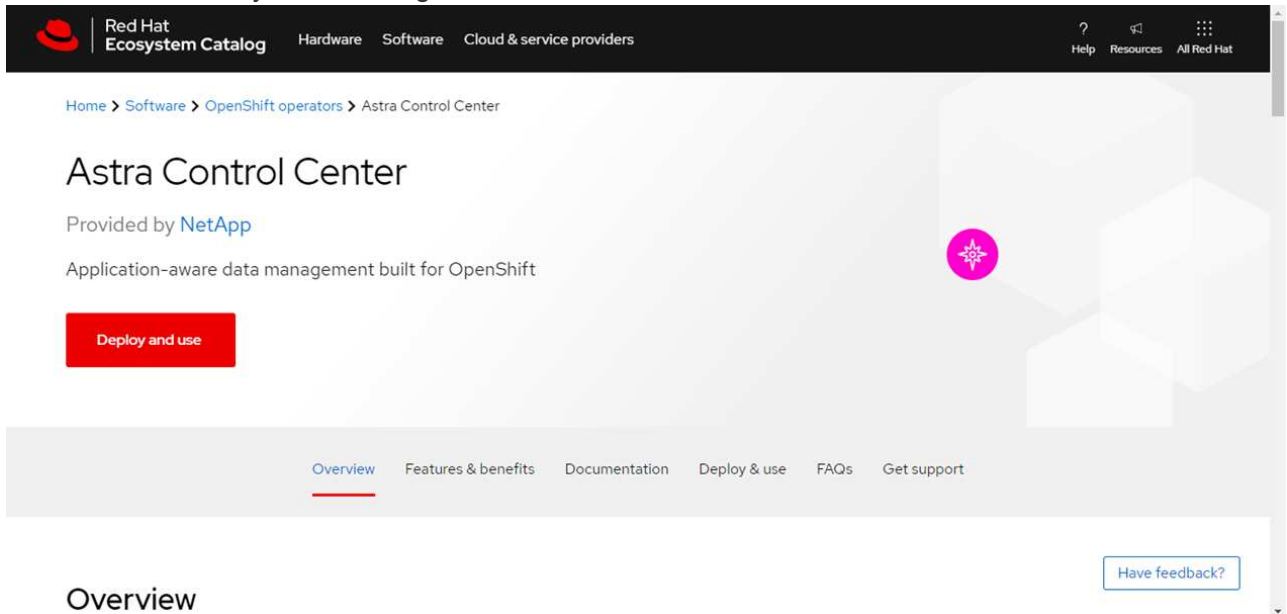 Red Hat
Ecosystem Catalog
Hardware Software Cloud & service providers
?
Help Resources All Red Hat
Home > Software > OpenShift operators > Astra Control Center
Astra Control Center
Provided by NetApp
Application-aware data management built for OpenShift
Deploy and use
Overview Features & benefits Documentation Deploy & use FAQs Get support
Have feedback?
Overview